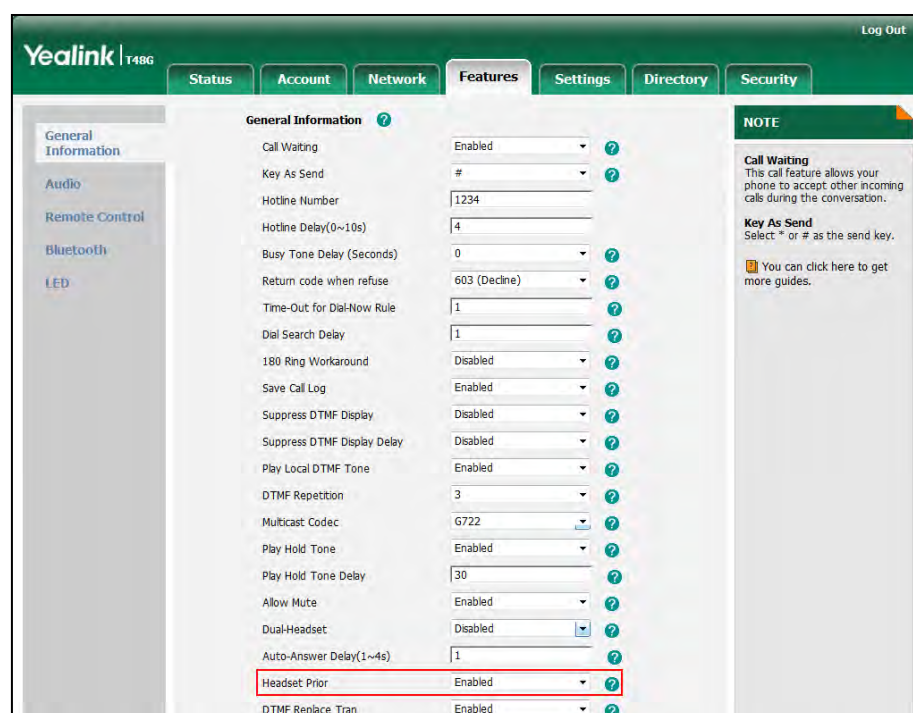 Log Out
Yealink T48G
Status Account Network Features Settings Directory Security
General Information
Audio
Remote Control
Bluetooth
LED
General Information ?
Call Waiting Enabled ?
Key As Send # ?
Hotline Number 1234
Hotline Delay(0~10s) 4
Busy Tone Delay (Seconds) 0 ?
Return code when refuse 603 (Decline) ?
Time-Out for Dial-Now Rule 1 ?
Dial Search Delay 1 ?
180 Ring Workaround Disabled ?
Save Call Log Enabled ?
Suppress DTMF Display Disabled ?
Suppress DTMF Display Delay Disabled ?
Play Local DTMF Tone Enabled ?
DTMF Repetition 3 ?
Multicast Codec G722 ?
Play Hold Tone Enabled ?
Play Hold Tone Delay 30 ?
Allow Mute Enabled ?
Dual-Headset Disabled ?
Auto-Answer Delay(1~4s) 1 ?
Headset Prior Enabled ?
DTMF Replace Tran Enabled ?
NOTE
Call Waiting
This call feature allows your
phone to accept other incoming
calls during the conversation.
Key As Send
Select * or # as the send key.
? You can click here to get
more guides.